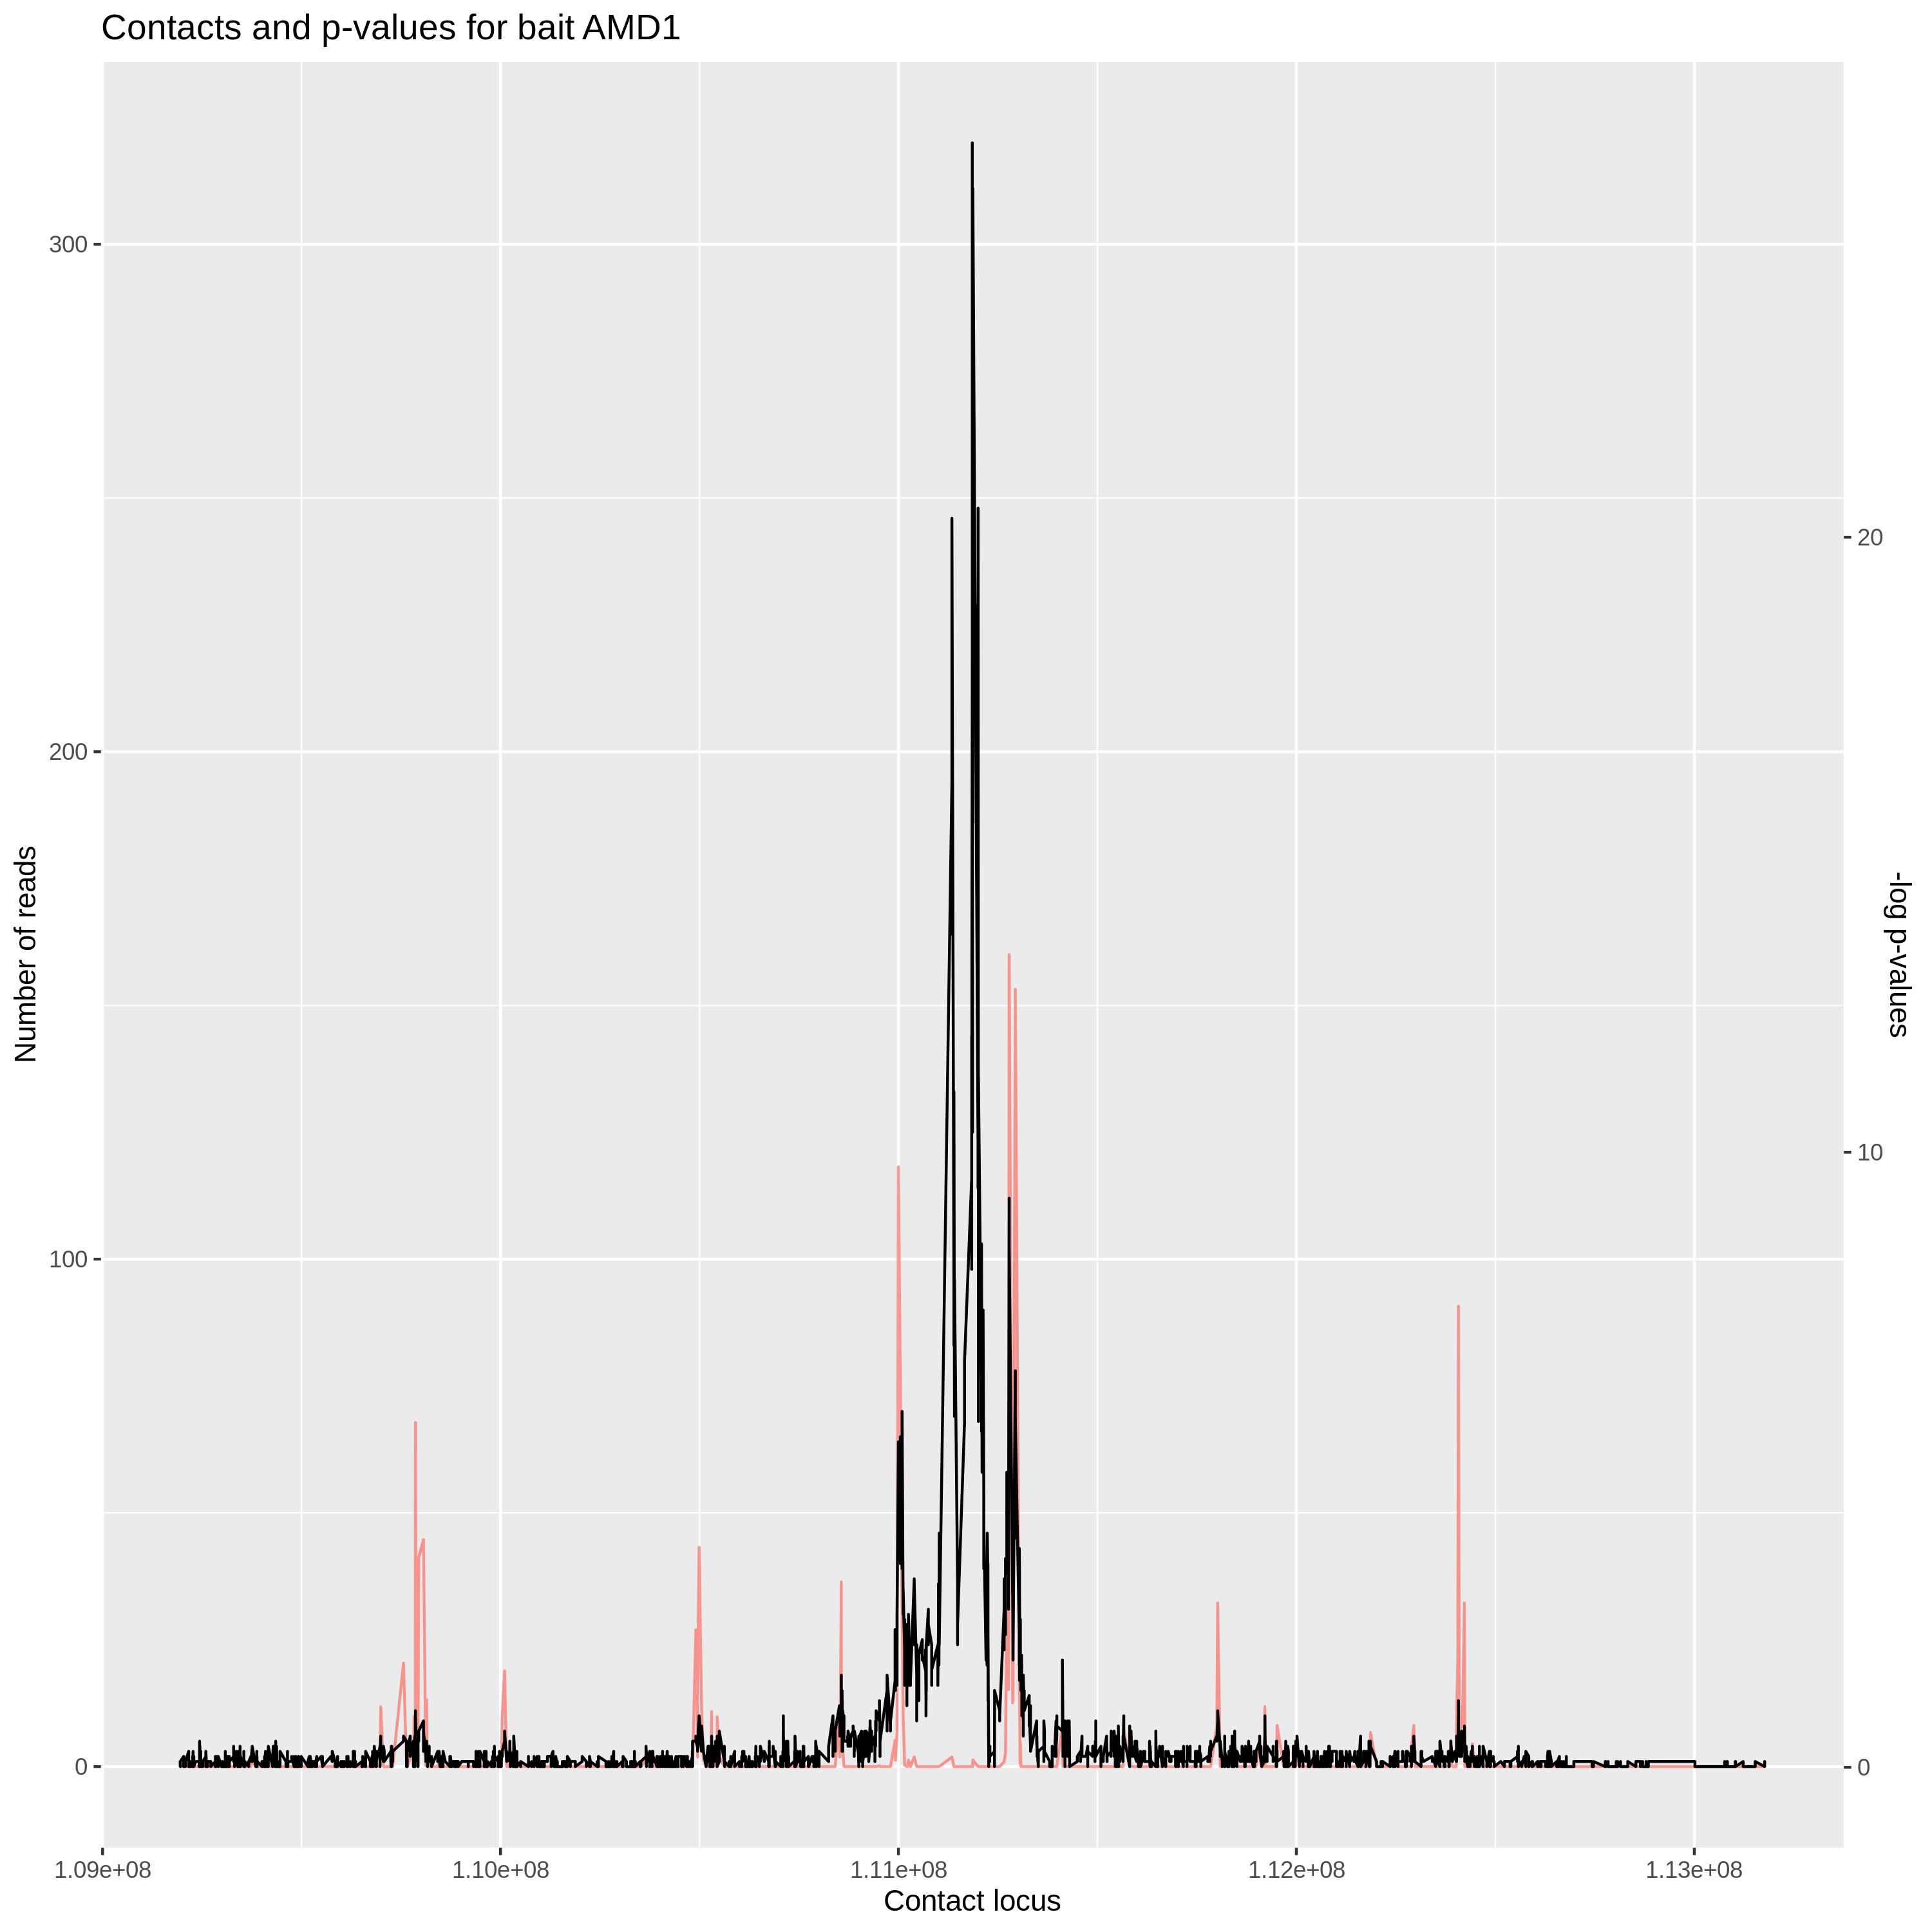 Contacts and p-values for bait AMD1
300
200
100
0
Number of reads
20
10
0
-log p-values
1.09e+08
1.10e+08
1.11e+08
1.12e+08
1.13e+08
Contact locus